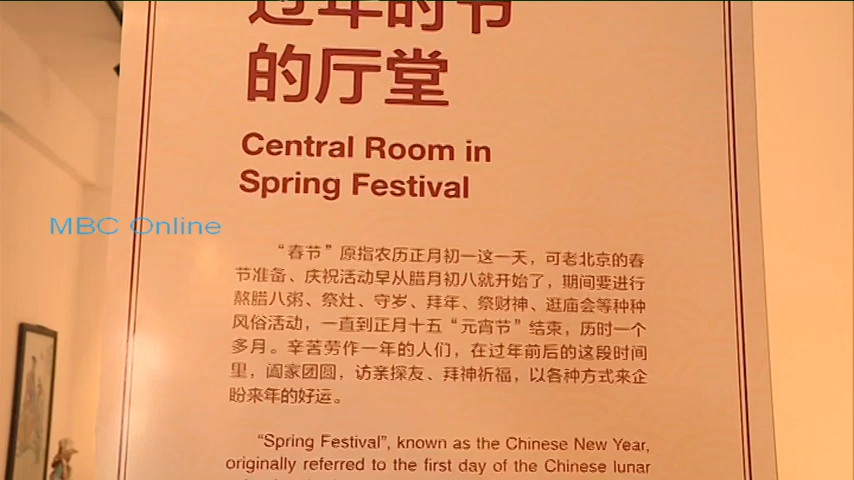 过年时节
的厅堂
Central Room in
Spring Festival
MBC Online
“春节”原指农历正月初一这一天，可老北京的春
节准备、庆祝活动早从腊月初八就开始了，期间要进行
熬腊八粥、祭灶、守岁、拜年、祭财神、逛庙会等种种
风俗活动，一直到正月十五“元宵节”结束，历时一个
多月。辛苦劳作一年的人们，在过年前后的这段时间
里，阖家团圆，访亲探友、拜神祈福，以各种方式来企
盼来年的好运。
“Spring Festival”, known as the Chinese New Year,
originally referred to the first day of the Chinese lunar